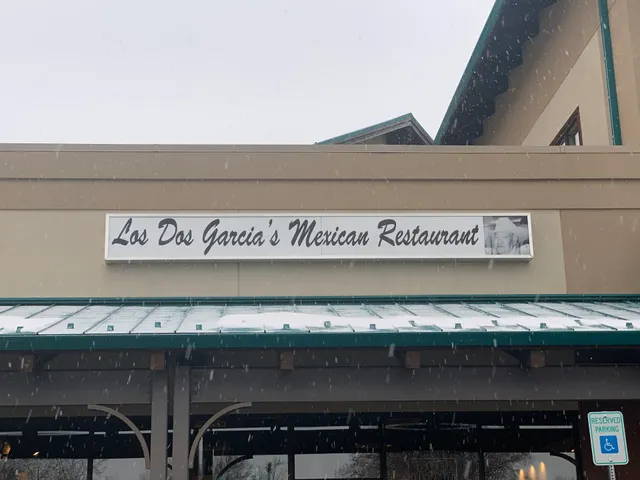 Los Dos Garcia's Mexican Restaurant
RESERVED
PARKING